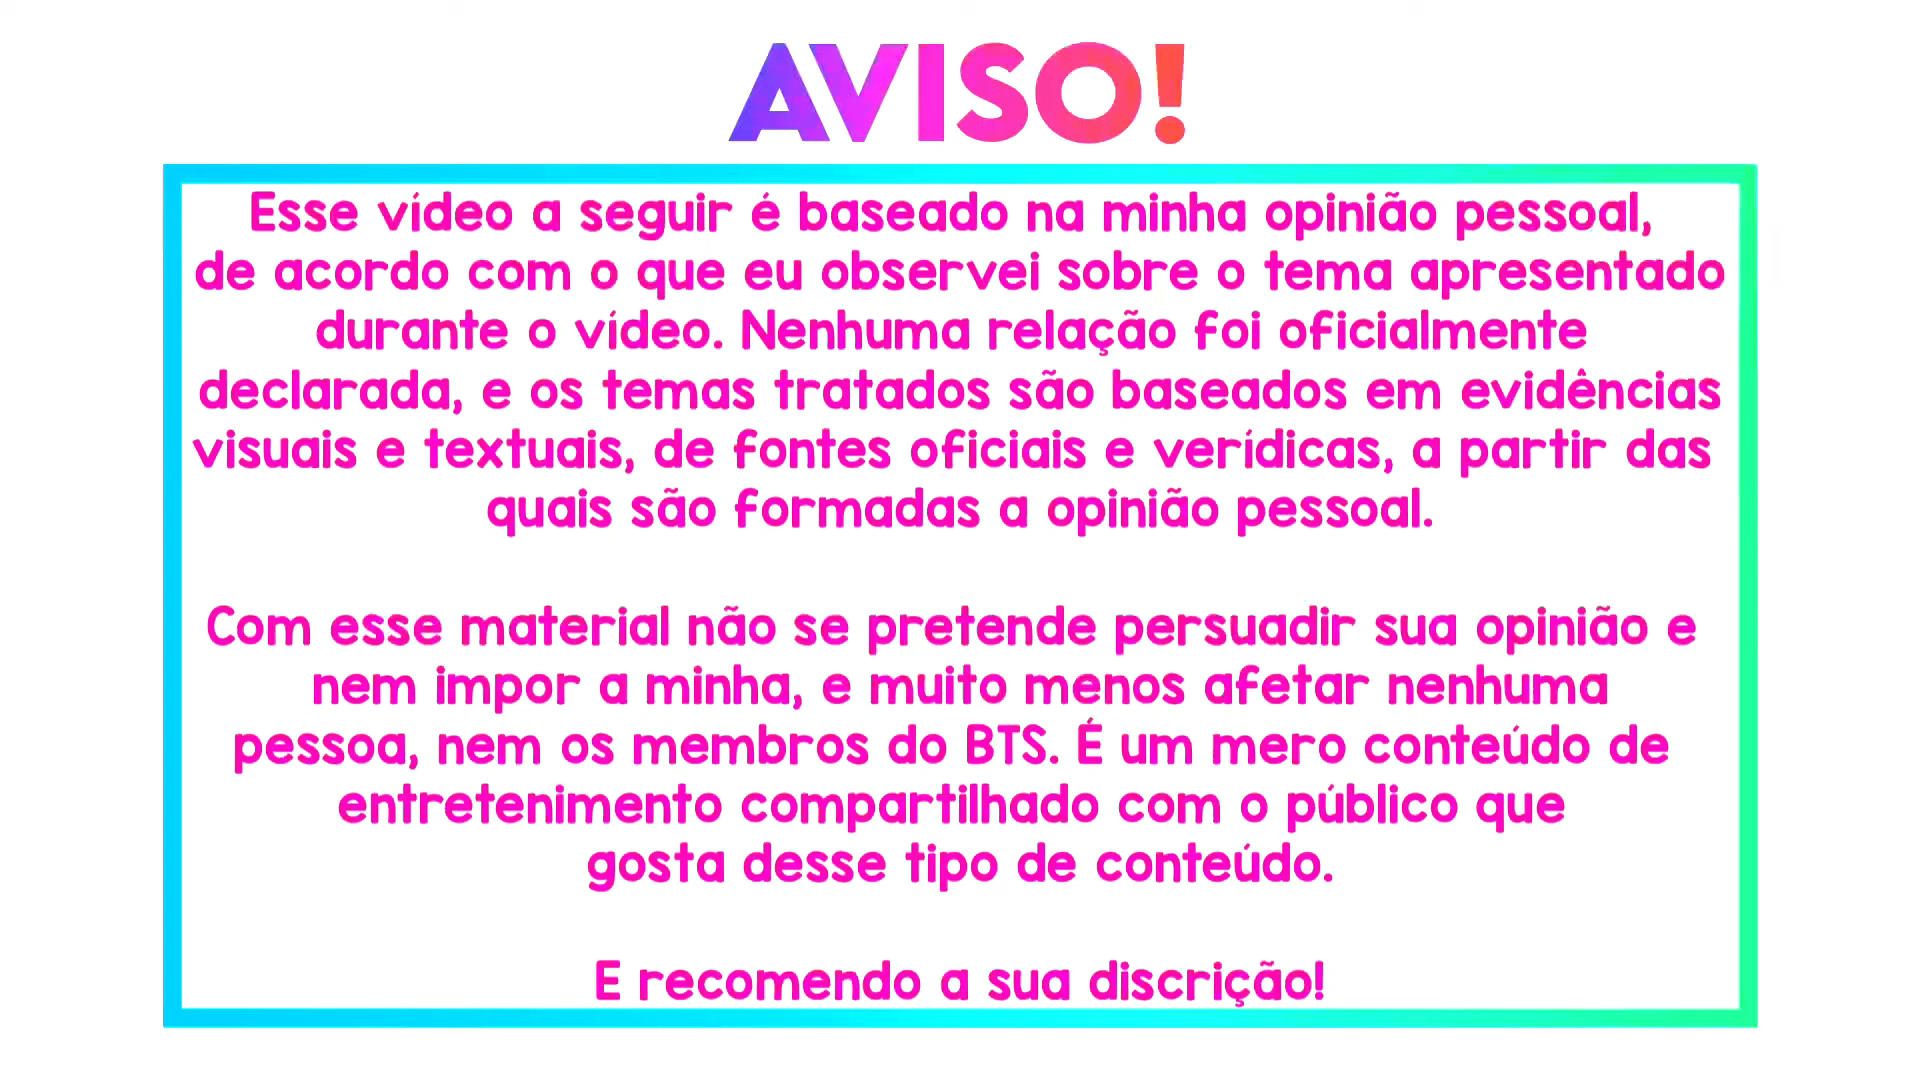 AVISO!
Esse vídeo a seguir é baseado na minha opinião pessoal,
de acordo com o que eu observei sobre o tema apresentado
durante o vídeo. Nenhuma relação foi oficialmente
declarada, e os temas tratados são baseados em evidências
visuais e textuais, de fontes oficiais e verídicas, a partir das
quais são formadas a opinião pessoal.
Com esse material não se pretende persuadir sua opinião e
nem impor a minha, e muito menos afetar nenhuma
pessoa, nem os membros do BTS. É um mero conteúdo de
entretenimento compartilhado com o público que
gosta desse tipo de conteúdo.
E recomendo a sua discrição!